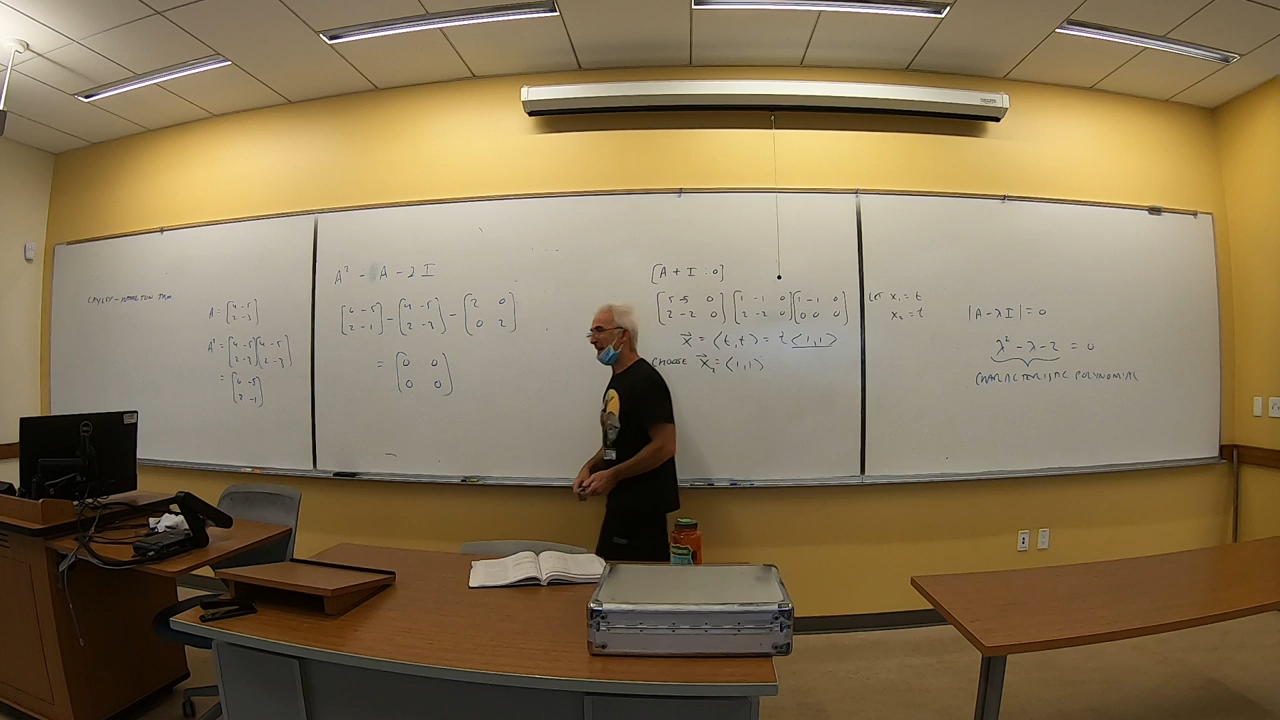 CAYLEY-HAMILTON THM
A = [4 -5]
[2 -3]
A² = [4 -5][4 -5]
[2 -3][2 -3]
= [6 -5]
[2 -1]
A² - A - 2I
[6 -5] - [4 -5] - [2 0]
[2 -1] [2 -3] [0 2]
= [0 0]
[0 0]
[A + I : 0]
[5 -5 0] [1 -1 0] [1 -1 0]
[2 -2 0] [2 -2 0] [0 0 0]
Let x₁ = t
x₂ = t
x⃗ = ⟨t, t⟩ = t⟨1,1⟩
CHOOSE x⃗₂ = ⟨1,1⟩
|A - λI| = 0
λ² - λ - 2 = 0
CHARACTERISTIC POLYNOMIAL
DELL